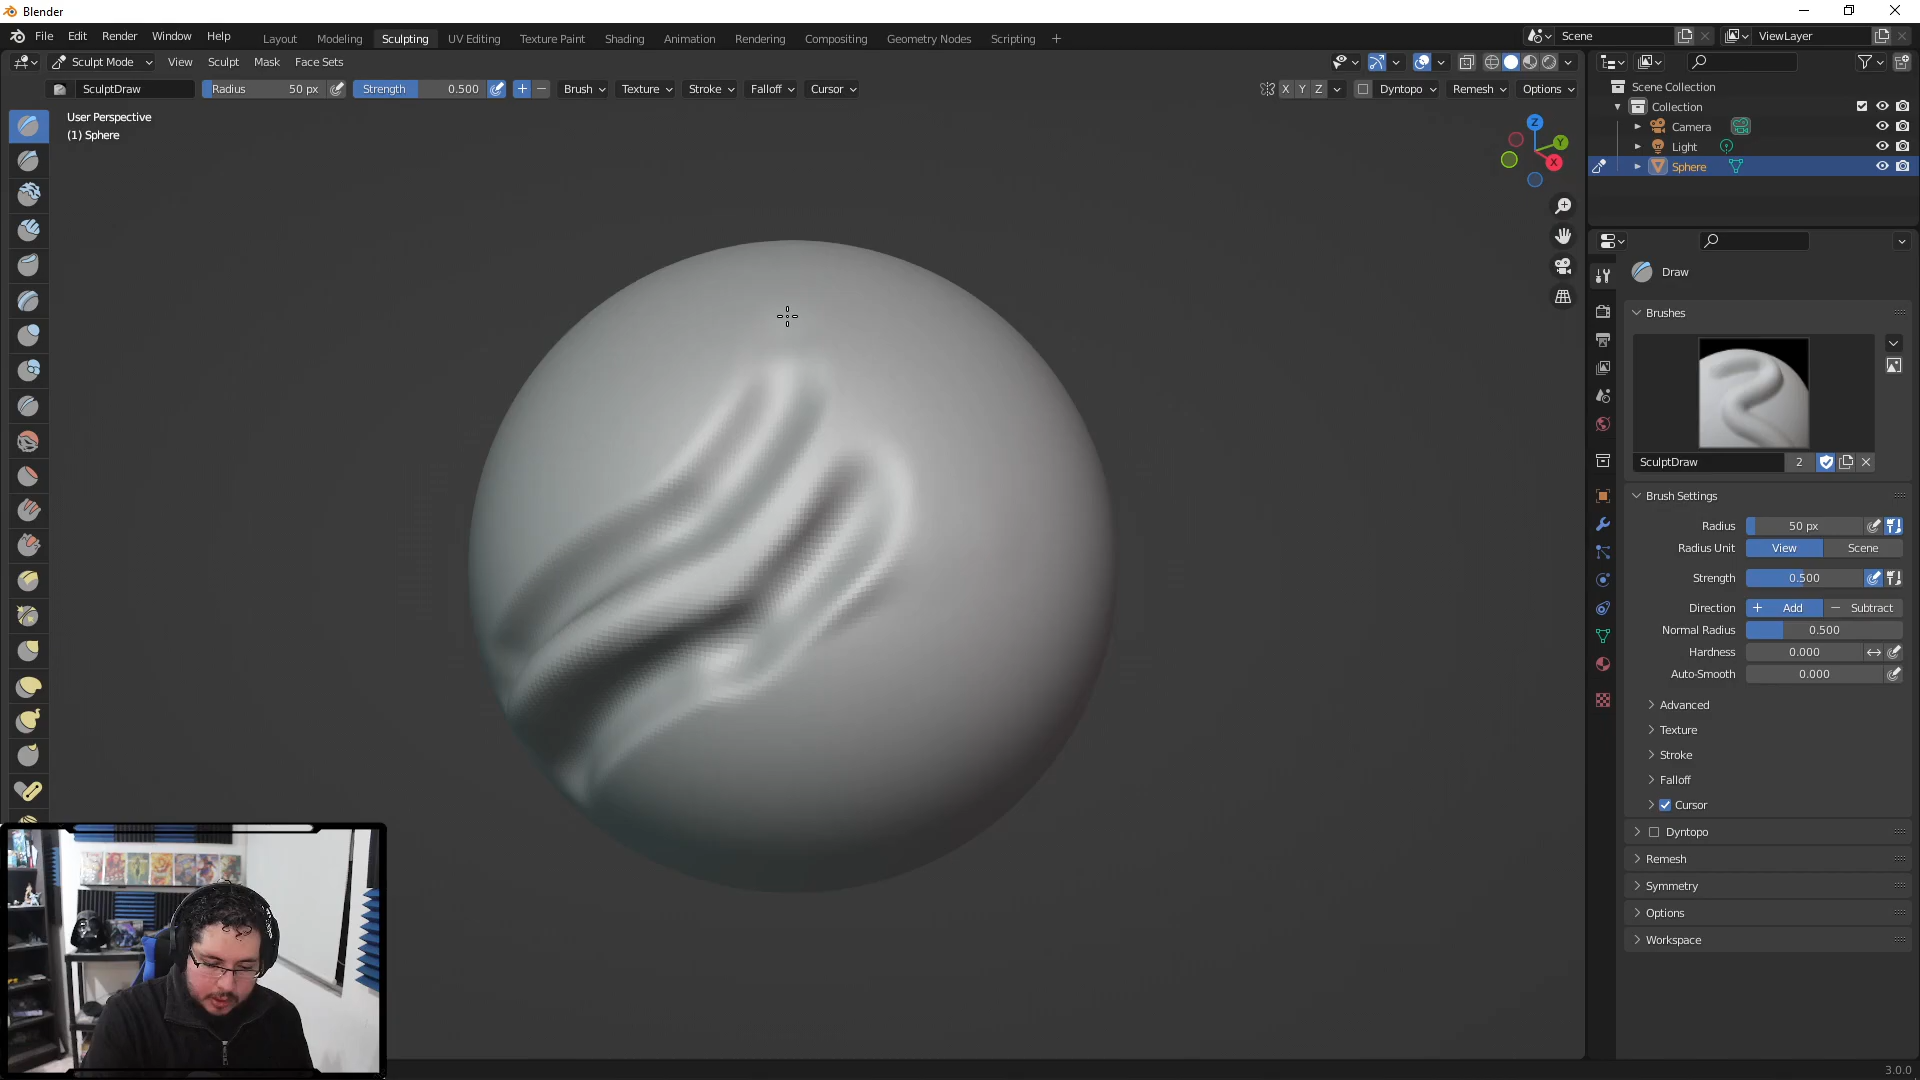 Blender
File Edit Render Window Help
Layout Modeling Sculpting UV Editing Texture Paint Shading Animation Rendering Compositing Geometry Nodes Scripting +
Scene
ViewLayer
Sculpt Mode View Sculpt Mask Face Sets
SculptDraw Radius 50 px Strength 0.500 + − Brush Texture Stroke Falloff Cursor
X Y Z Dyntopo Remesh Options
User Perspective
(1) Sphere
Z
Y
X
Scene Collection
Collection
Camera
Light
Sphere
Draw
Brushes
SculptDraw 2
Brush Settings
Radius 50 px
Radius Unit View Scene
Strength 0.500
Direction + Add − Subtract
Normal Radius 0.500
Hardness 0.000
Auto-Smooth 0.000
Advanced
Texture
Stroke
Falloff
Cursor
Dyntopo
Remesh
Symmetry
Options
Workspace
3.0.0